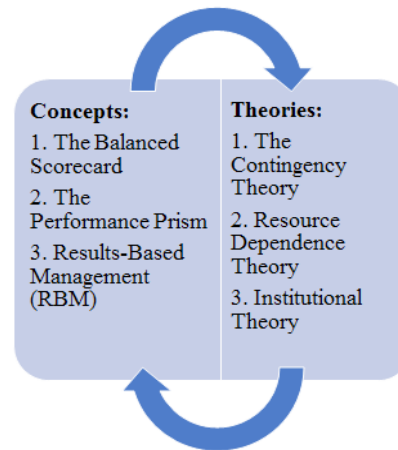 Concepts:
1. The Balanced
Scorecard
2. The
Performance Prism
3. Results-Based
Management
(RBM)
Theories:
1. The
Contingency
Theory
2. Resource
Dependence
Theory
3. Institutional
Theory